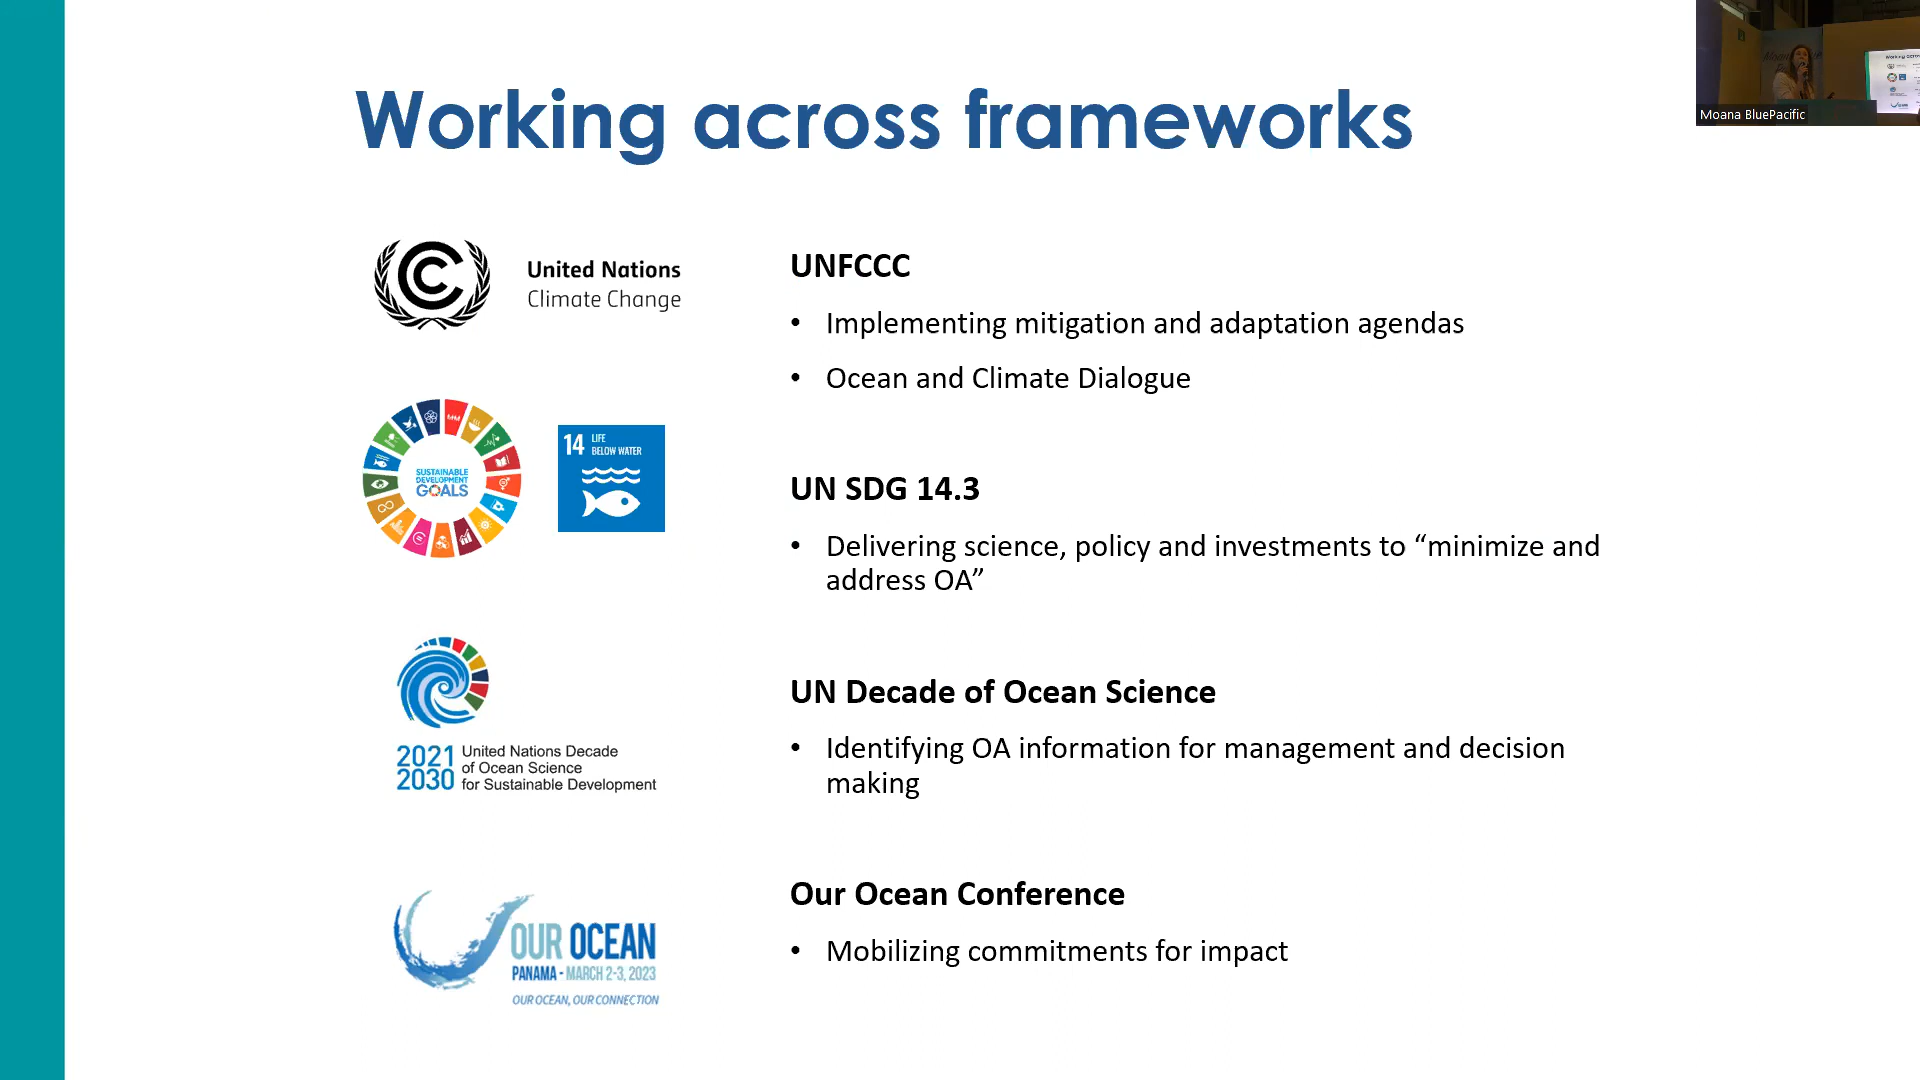 Working across frameworks
Moana BluePacific
United Nations
Climate Change
UNFCCC
• Implementing mitigation and adaptation agendas
• Ocean and Climate Dialogue
SUSTAINABLE
DEVELOPMENT
GOALS
14 LIFE
BELOW WATER
UN SDG 14.3
• Delivering science, policy and investments to “minimize and
address OA”
2021
2030
United Nations Decade
of Ocean Science
for Sustainable Development
UN Decade of Ocean Science
• Identifying OA information for management and decision
making
OUR OCEAN
PANAMA - MARCH 2-3, 2023
OUR OCEAN, OUR CONNECTION
Our Ocean Conference
• Mobilizing commitments for impact